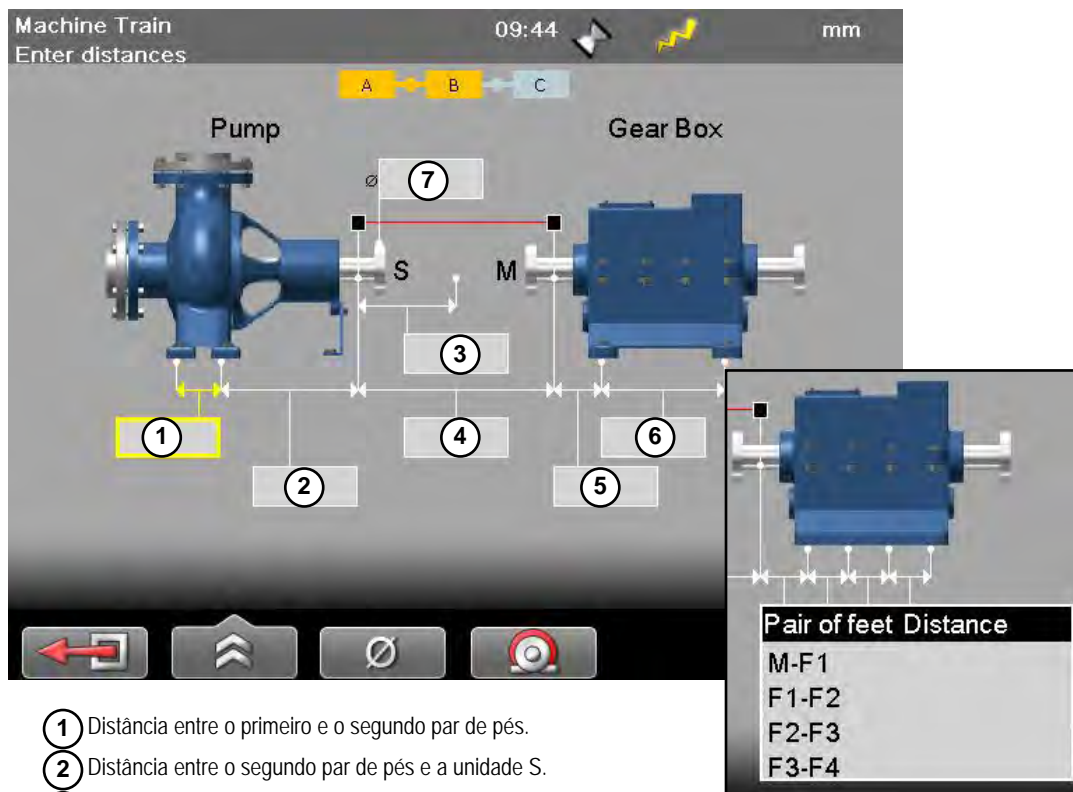 Machine Train
09:44
mm
Enter distances
A
B
C
Pump
Gear Box
Ø
7
S
M
3
1
4
6
2
5
Ø
Pair of feet Distance
M-F1
F1-F2
F2-F3
F3-F4
1 Distância entre o primeiro e o segundo par de pés.
2 Distância entre o segundo par de pés e a unidade S.